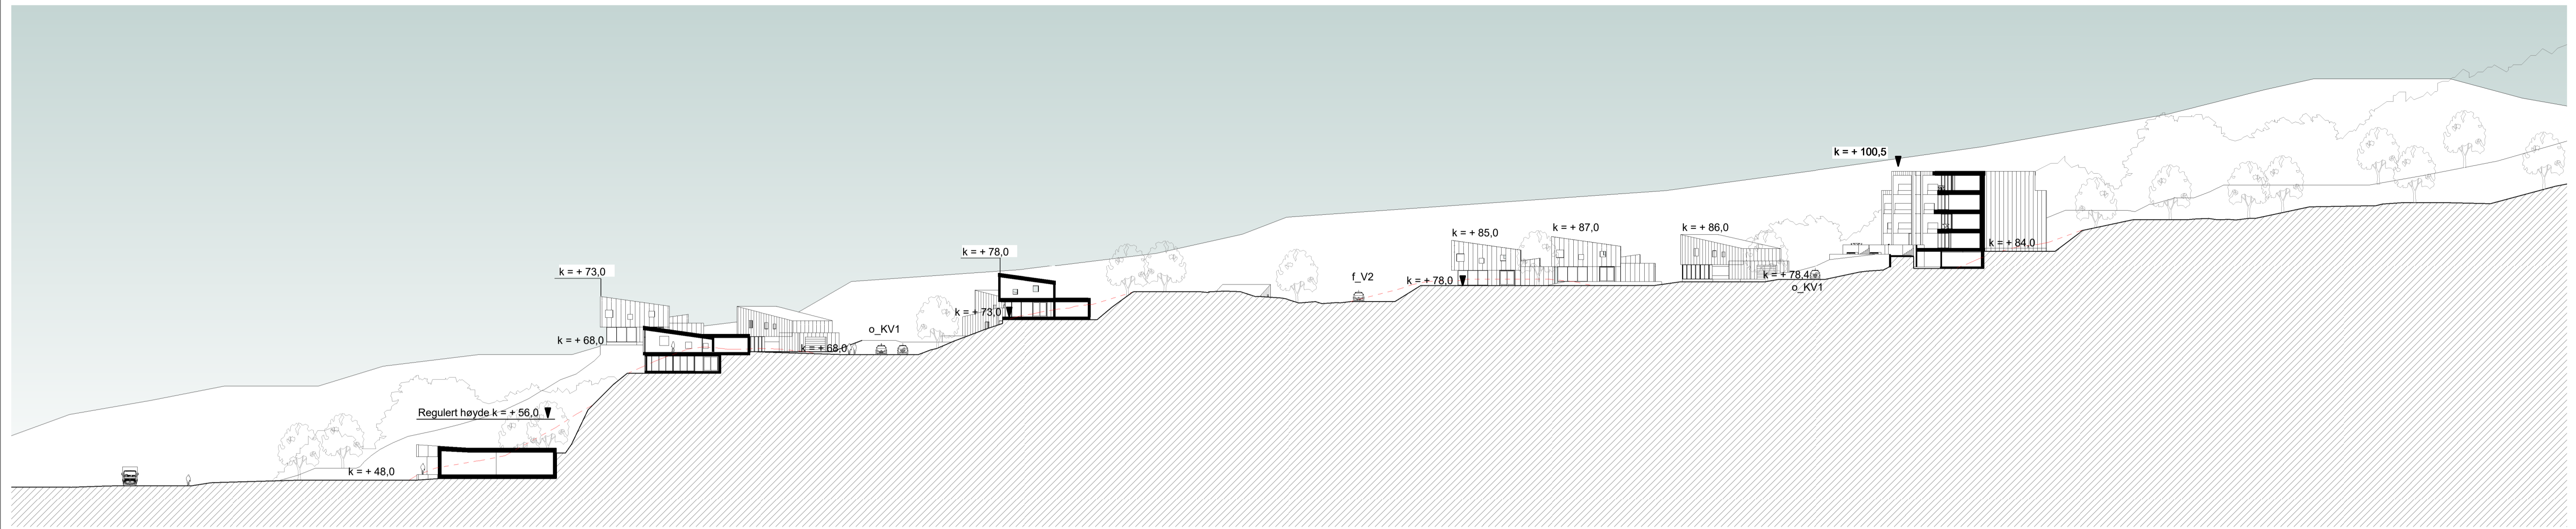 k = + 100,5
k = + 85,0
k = + 87,0
k = + 86,0
k = + 84,0
k = + 78,0
k = + 73,0
f_V2
k = + 78,0
k = + 78,4
o_KV1
k = + 73,0
o_KV1
k = + 68,0
k = + 68,0
Regulert høyde k = + 56,0
k = + 48,0